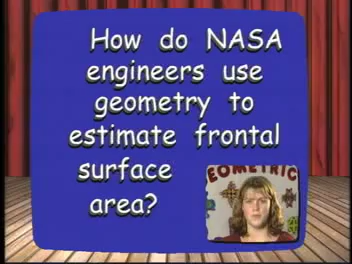 How do NASA
engineers use
geometry to
estimate frontal
surface
area?
EOMETRIC